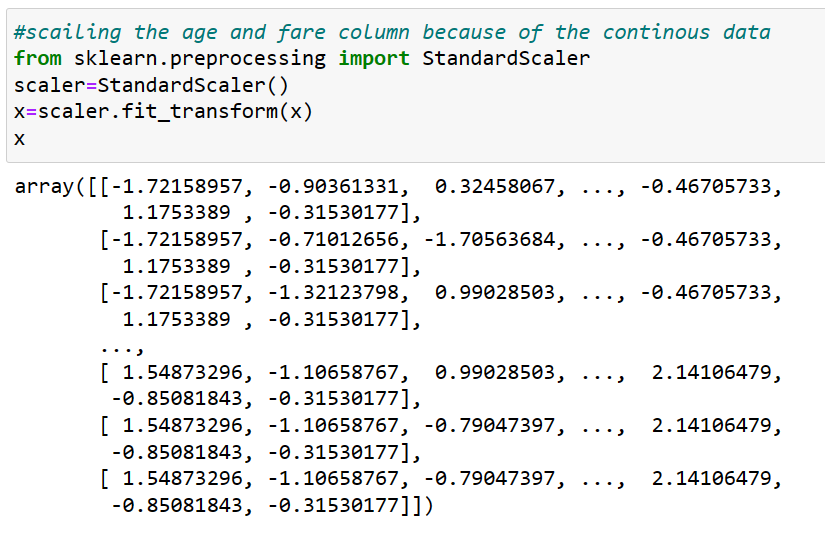 #scailing the age and fare column because of the continous data
from sklearn.preprocessing import StandardScaler
scaler=StandardScaler()
x=scaler.fit_transform(x)
x
array([[-1.72158957, -0.90361331,  0.32458067, ..., -0.46705733,
         1.1753389 , -0.31530177],
       [-1.72158957, -0.71012656, -1.70563684, ..., -0.46705733,
         1.1753389 , -0.31530177],
       [-1.72158957, -1.32123798,  0.99028503, ..., -0.46705733,
         1.1753389 , -0.31530177],
       ...,
       [ 1.54873296, -1.10658767,  0.99028503, ...,  2.14106479,
        -0.85081843, -0.31530177],
       [ 1.54873296, -1.10658767, -0.79047397, ...,  2.14106479,
        -0.85081843, -0.31530177],
       [ 1.54873296, -1.10658767, -0.79047397, ...,  2.14106479,
        -0.85081843, -0.31530177]])